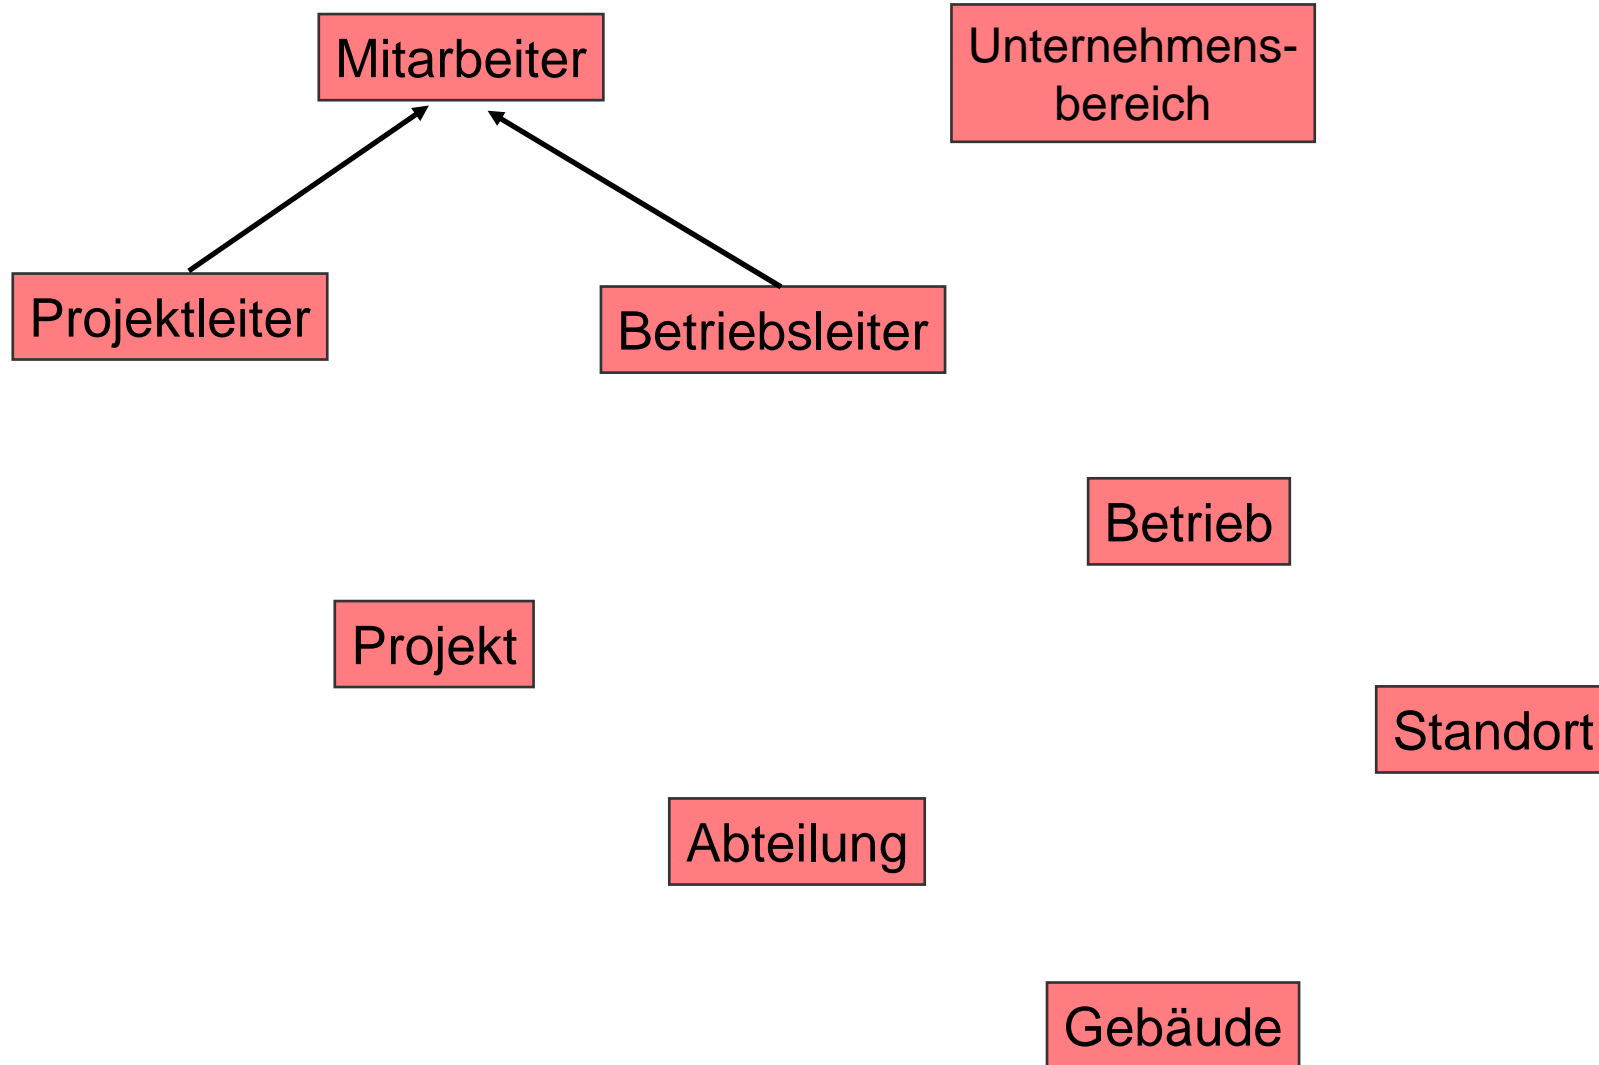 Mitarbeiter
Unternehmens-
bereich
Projektleiter
Betriebsleiter
Betrieb
Projekt
Standort
Abteilung
Gebäude